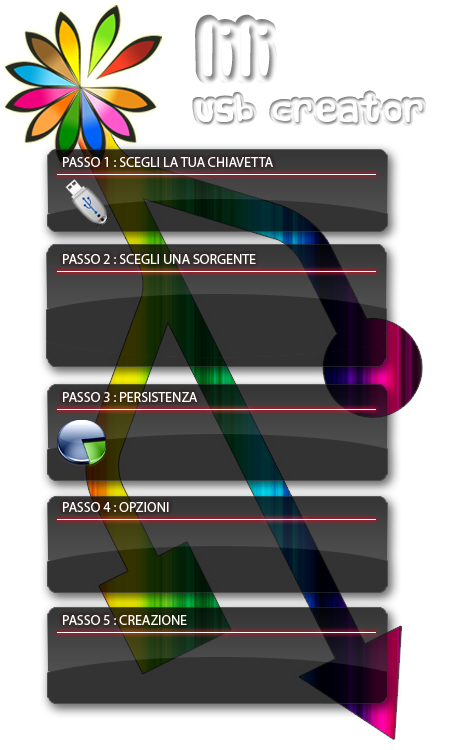 lili
usb creator
PASSO 1 : SCEGLI LA TUA CHIAVETTA
PASSO 2 : SCEGLI UNA SORGENTE
PASSO 3 : PERSISTENZA
PASSO 4 : OPZIONI
PASSO 5 : CREAZIONE